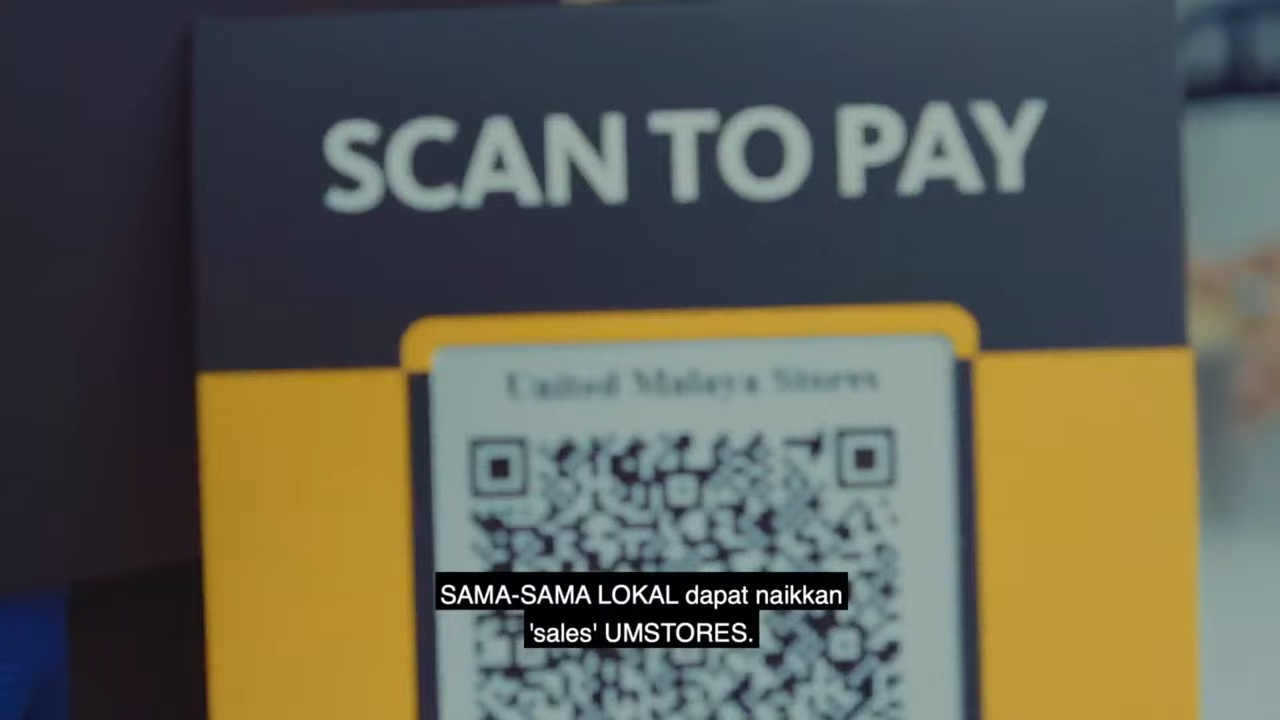 SCAN TO PAY
United Malaya Stores
SAMA-SAMA LOKAL dapat naikkan
'sales' UMSTORES.